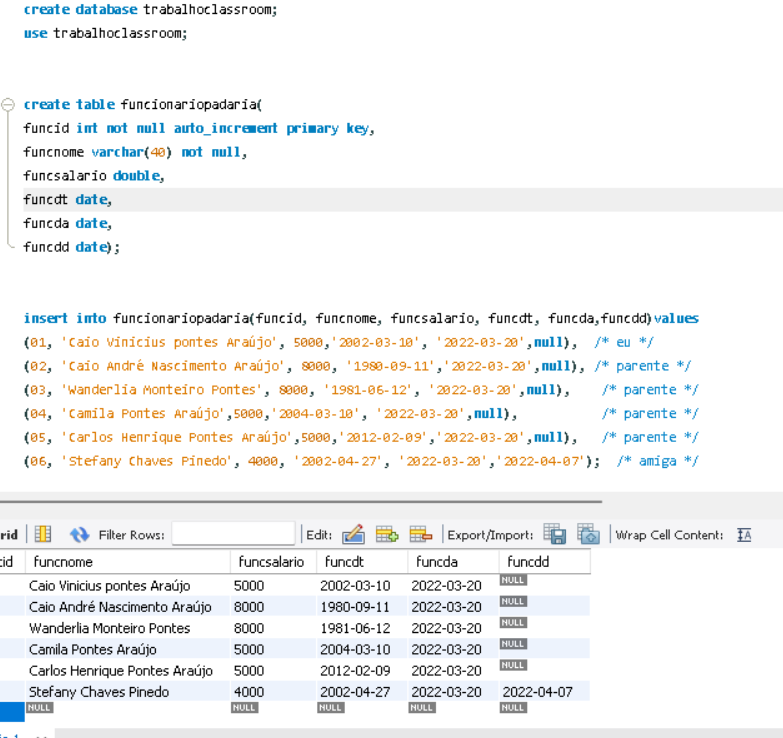 create database trabalhoclassroom;
use trabalhoclassroom;
create table funcionariopadaria(
funcid int not null auto_increment primary key,
funcnome varchar(40) not null,
funcsalario double,
funcdt date,
funcda date,
funcdd date);
insert into funcionariopadaria(funcid, funcnome, funcsalario, funcdt, funcda,funcdd)values
(01, 'Caio Vinicius pontes Araújo', 5000,'2002-03-10', '2022-03-20',null),  /* eu */
(02, 'Caio André Nascimento Araújo', 8000, '1980-09-11','2022-03-20',null), /* parente */
(03, 'Wanderlia Monteiro Pontes', 8000, '1981-06-12', '2022-03-20',null),    /* parente */
(04, 'Camila Pontes Araújo',5000,'2004-03-10', '2022-03-20',null),           /* parente */
(05, 'Carlos Henrique Pontes Araújo',5000,'2012-02-09','2022-03-20',null),   /* parente */
(06, 'Stefany Chaves Pinedo', 4000, '2002-04-27', '2022-03-20','2022-04-07');  /* amiga */
rid Filter Rows: Edit: Export/Import: Wrap Cell Content: IA
cid funcnome funcsalario funcdt funcda funcdd
Caio Vinicius pontes Araújo 5000 2002-03-10 2022-03-20 NULL
Caio André Nascimento Araújo 8000 1980-09-11 2022-03-20 NULL
Wanderlia Monteiro Pontes 8000 1981-06-12 2022-03-20 NULL
Camila Pontes Araújo 5000 2004-03-10 2022-03-20 NULL
Carlos Henrique Pontes Araújo 5000 2012-02-09 2022-03-20 NULL
Stefany Chaves Pinedo 4000 2002-04-27 2022-03-20 2022-04-07
NULL NULL NULL NULL NULL